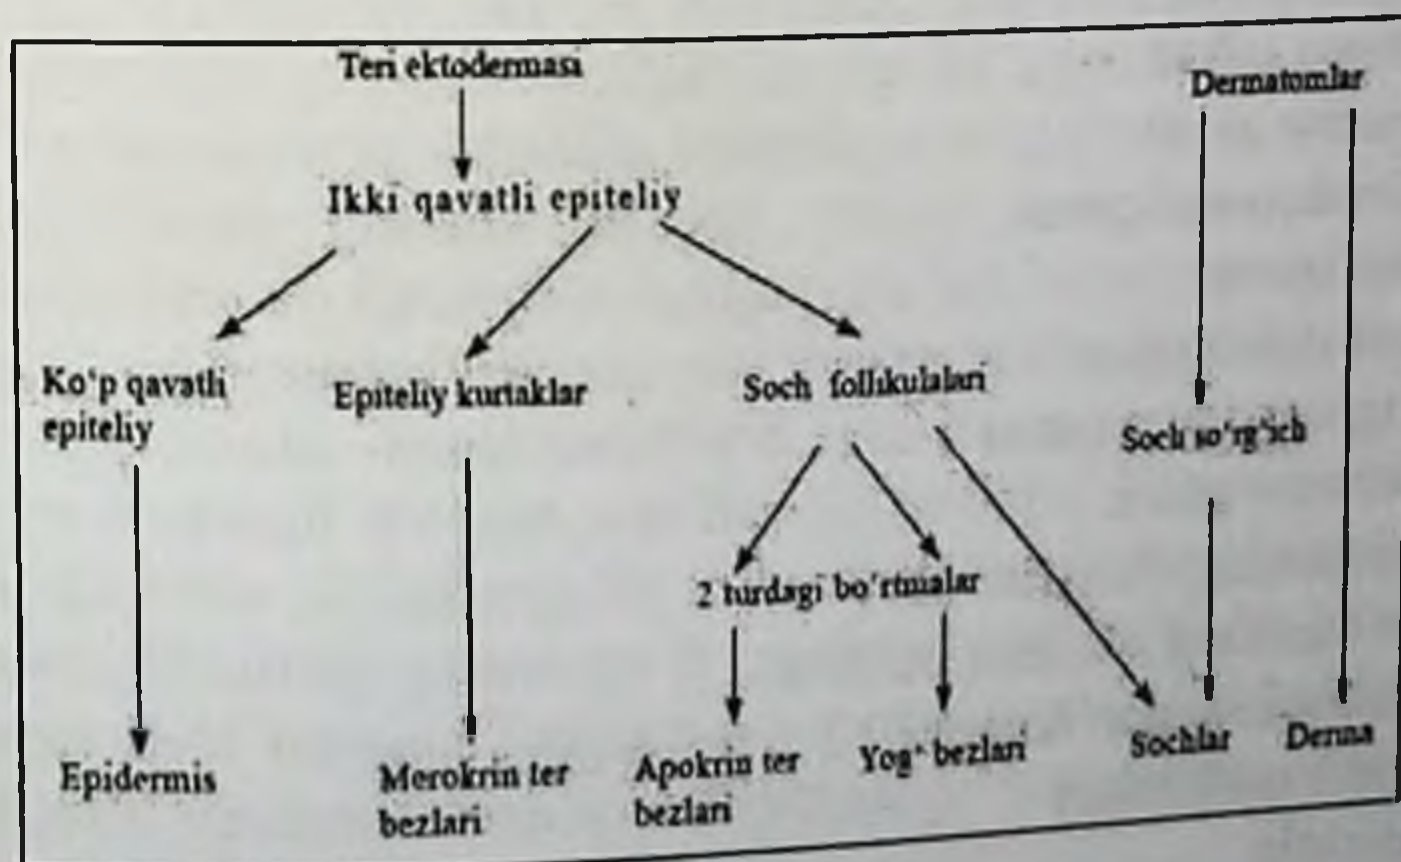 Teri ektodermasi
Dermatomlar
Ikki qavatli epiteliy
Ko‘p qavatli
epiteliy
Epiteliy kurtaklar
Soch follikulalari
Soch so‘rg‘ich
2 turdagi bo‘rtmalar
Epidermis
Merokrin ter
bezlari
Apokrin ter
bezlari
Yog‘ bezlari
Sochlar
Derma